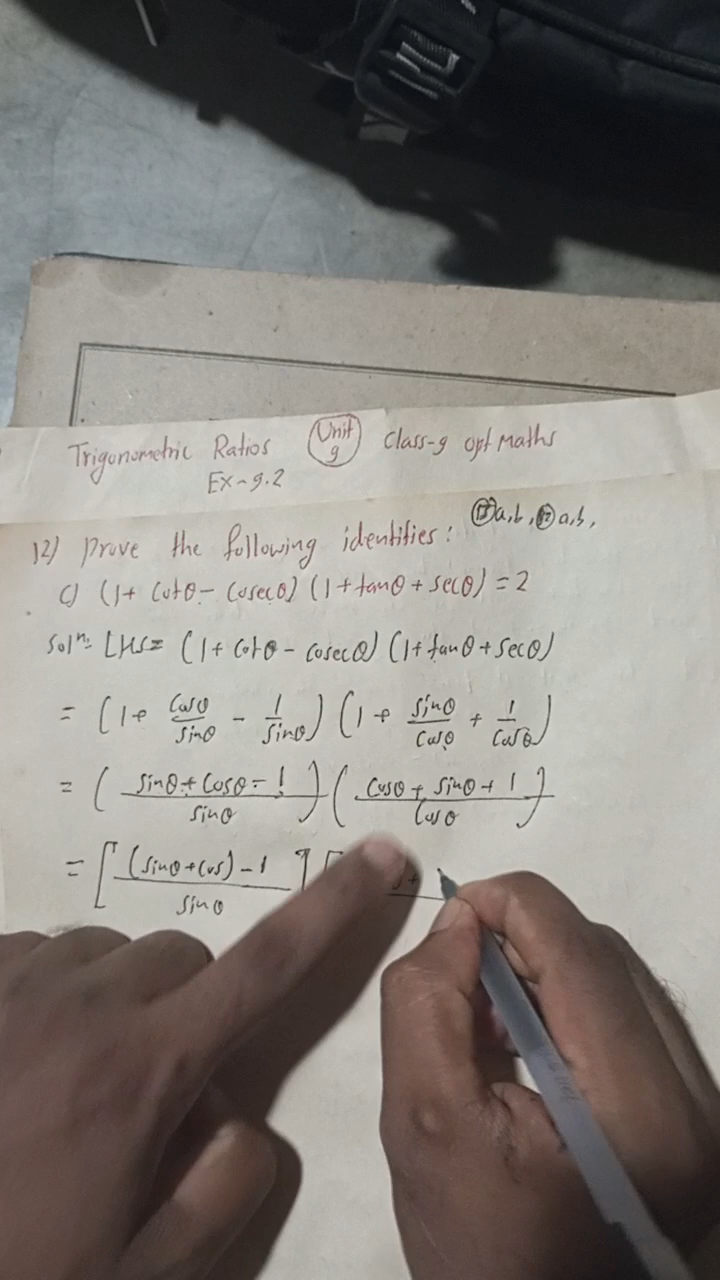 Trigonometric Ratios Unit 9 Class-9 opt Maths
Ex-9.2
12) prove the following identities: a,b, a,b,
c) (1+ Cotθ - Cosecθ) (1+tanθ+secθ) = 2
Solⁿ: LHS= (1+Cotθ - cosecθ) (1+tanθ+secθ)
= (1+ Cosθ/Sinθ - 1/Sinθ) (1+ Sinθ/Cosθ + 1/Cosθ)
= (Sinθ+Cosθ-1/Sinθ) (Cosθ+Sinθ+1/Cosθ)
= [(Sinθ+Cos)-1/Sinθ] [